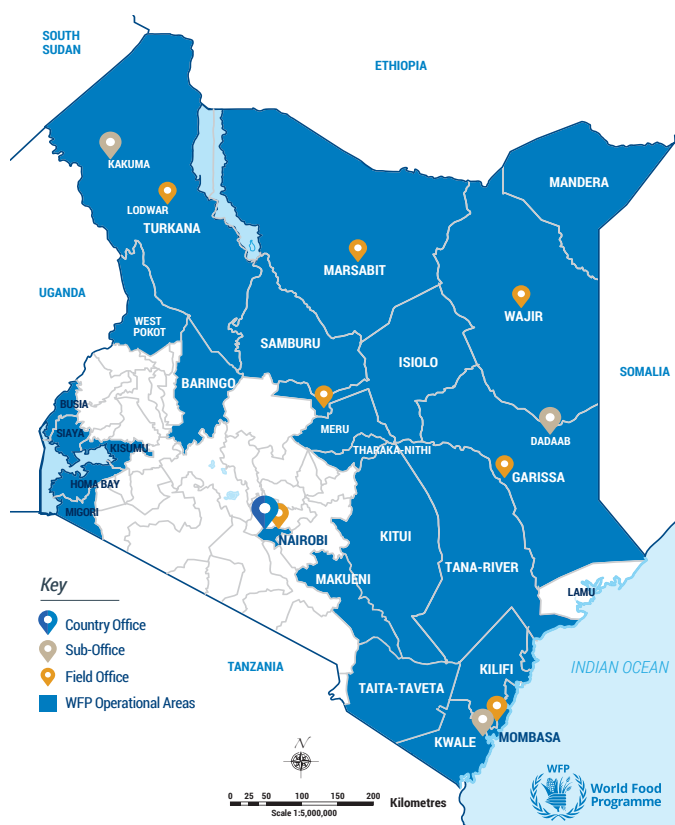 SOUTH
SUDAN
ETHIOPIA
KAKUMA
MANDERA
LODWAR
TURKANA
MARSABIT
UGANDA
WAJIR
WEST
POKOT
SAMBURU
ISIOLO
SOMALIA
BARINGO
BUSIA
MERU
SIAYA
DADAAB
KISUMU
THARAKA-NITHI
GARISSA
HOMA BAY
MIGORI
NAIROBI
KITUI
TANA-RIVER
MAKUENI
LAMU
Key
Country Office
Sub-Office
Field Office
WFP Operational Areas
TANZANIA
KILIFI
INDIAN OCEAN
TAITA-TAVETA
KWALE
MOMBASA
N
WFP
World Food
Programme
0 25 50 100 150 200 Kilometres
Scale 1:5,000,000